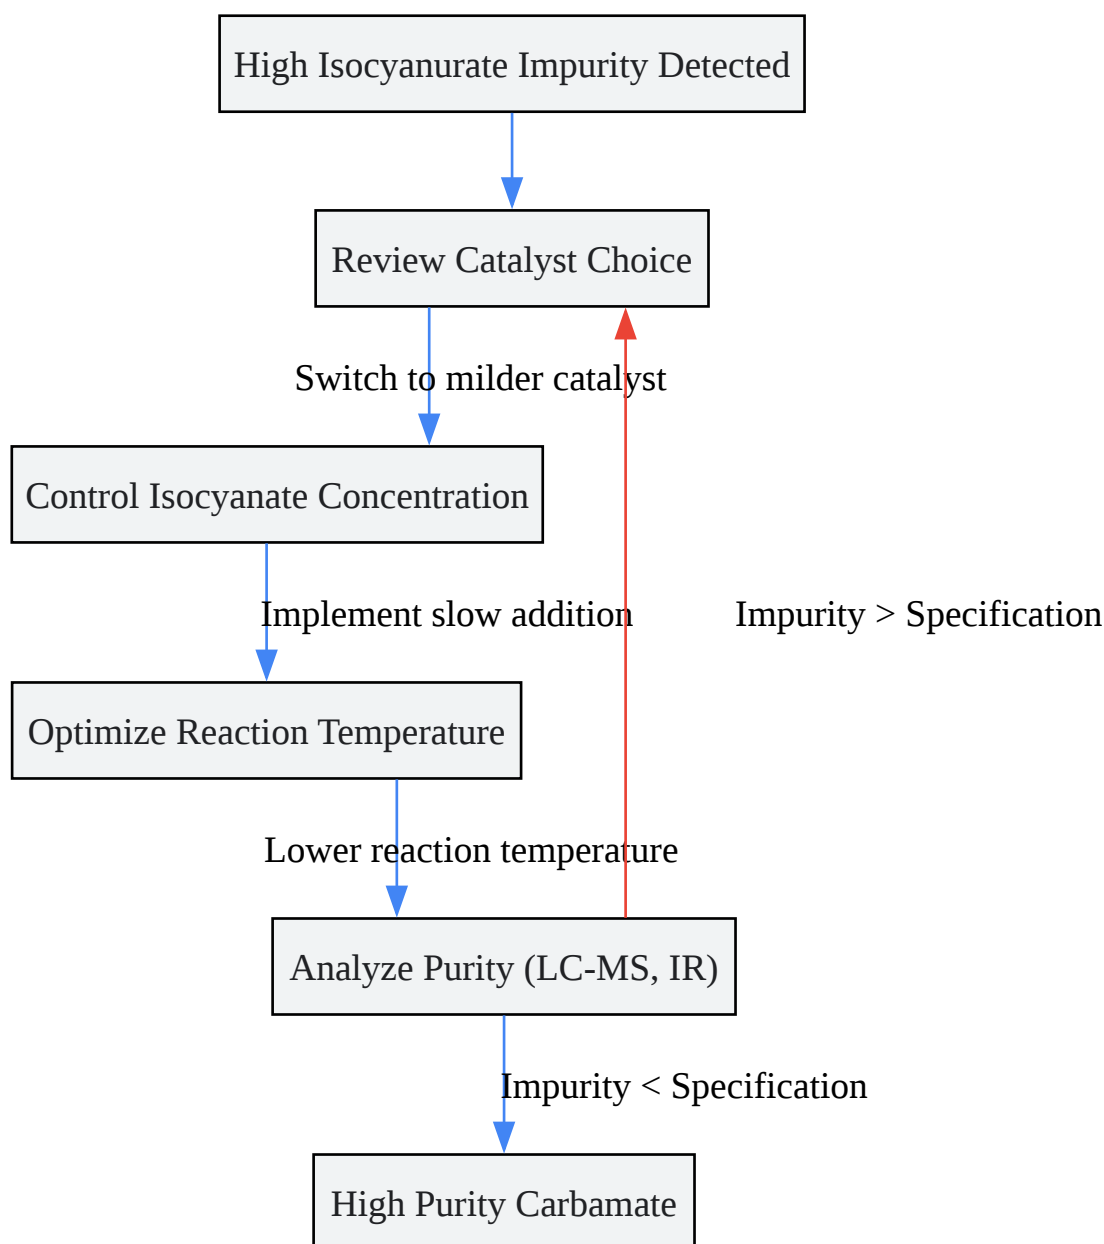 High Isocyanurate Impurity Detected
Review Catalyst Choice
Switch to milder catalyst
Control Isocyanate Concentration
Implement slow addition
Impurity > Specification
Optimize Reaction Temperature
Lower reaction temperature
Analyze Purity (LC-MS, IR)
Impurity < Specification
High Purity Carbamate